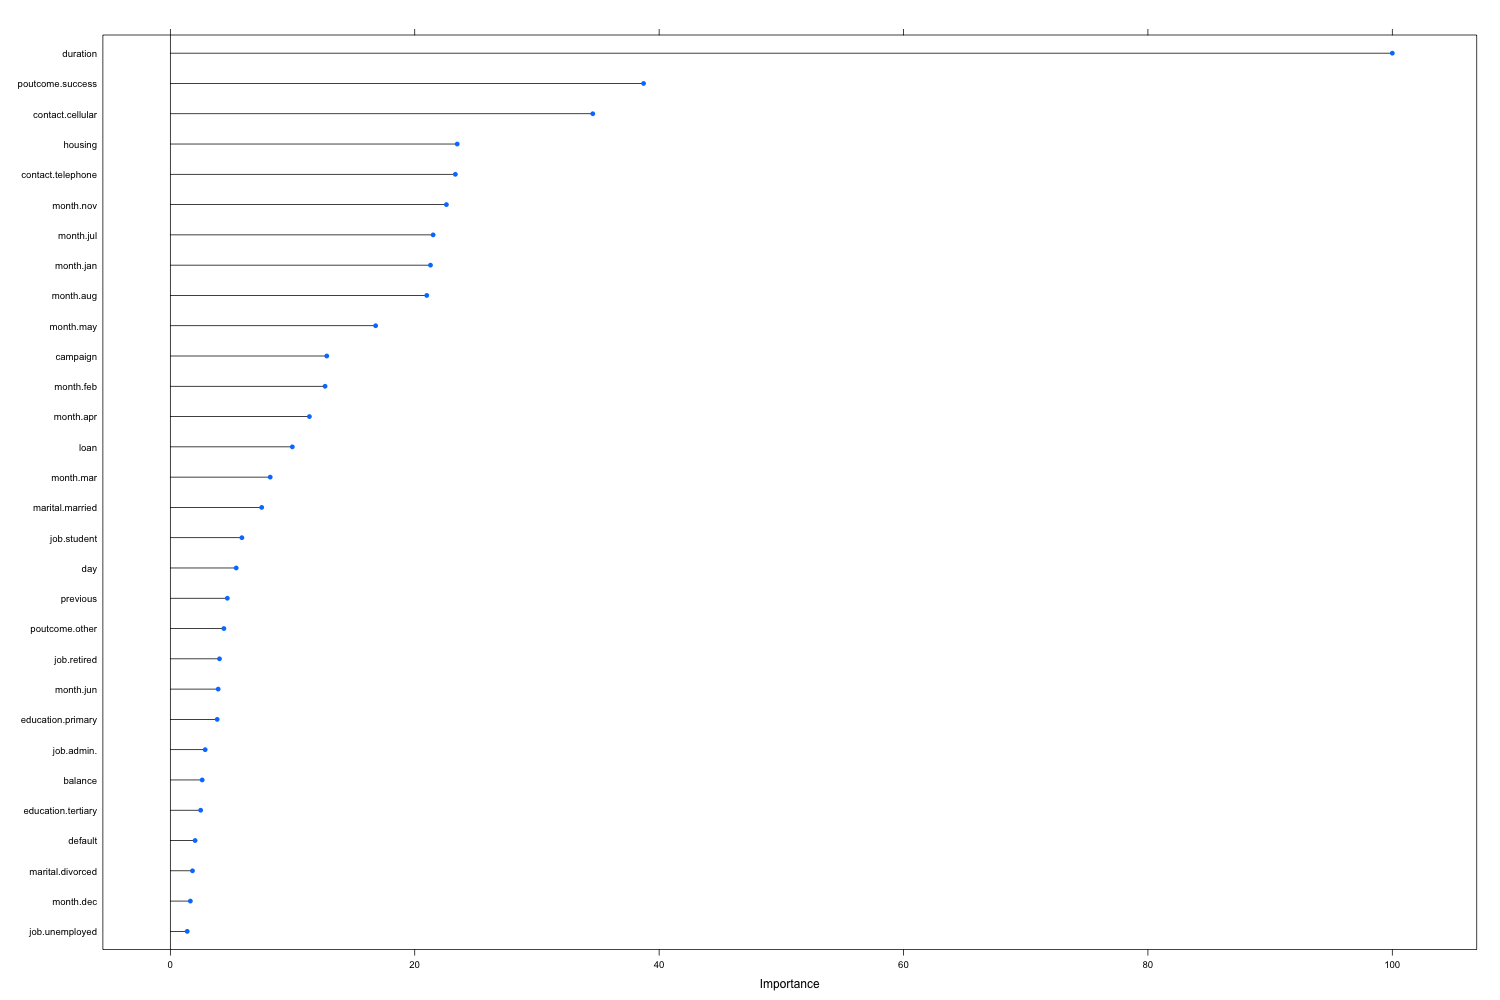 duration
poutcome.success
contact.cellular
housing
contact.telephone
month.nov
month.jul
month.jan
month.aug
month.may
campaign
month.feb
month.apr
loan
month.mar
marital.married
job.student
day
previous
poutcome.other
job.retired
month.jun
education.primary
job.admin.
balance
education.tertiary
default
marital.divorced
month.dec
job.unemployed
0 20 40 60 80 100
Importance